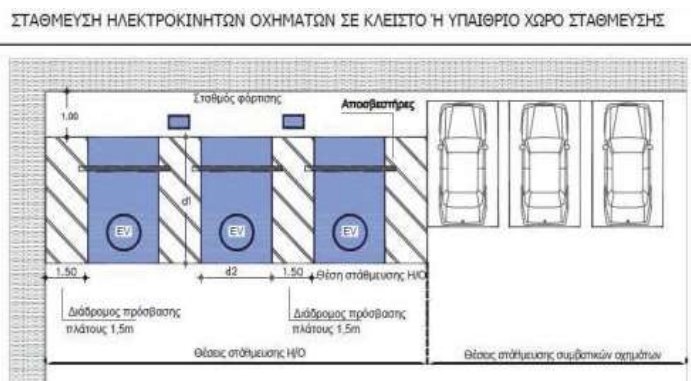 ΣΤΑΘΜΕΥΣΗ ΗΛΕΚΤΡΟΚΙΝΗΤΩΝ ΟΧΗΜΑΤΩΝ ΣΕ ΚΛΕΙΣΤΟ Ή ΥΠΑΙΘΡΙΟ ΧΩΡΟ ΣΤΑΘΜΕΥΣΗΣ
Σταθμός φόρτισης
Αποσβεστήρες
1.00
d1
EV EV EV
1.50 d2 1.50 Θέση στάθμευσης Η/Ο
Διάδρομος πρόσβασης
πλάτους 1,5m
Διάδρομος πρόσβασης
πλάτους 1,5m
Θέσεις στάθμευσης Η/Ο
Θέσεις στάθμευσης συμβατικών οχημάτων